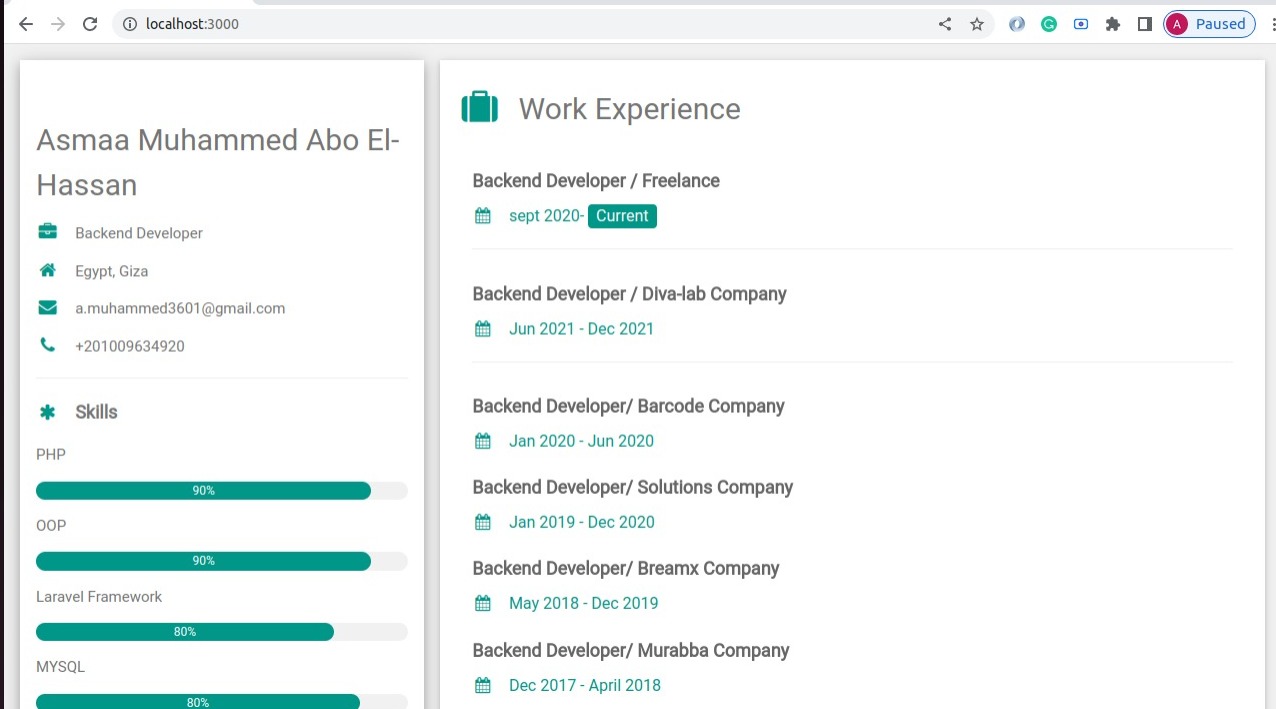 localhost:3000
A Paused
Asmaa Muhammed Abo El-
Hassan
Backend Developer
Egypt, Giza
a.muhammed3601@gmail.com
+201009634920
Skills
PHP
90%
OOP
90%
Laravel Framework
80%
MYSQL
80%
Work Experience
Backend Developer / Freelance
sept 2020- Current
Backend Developer / Diva-lab Company
Jun 2021 - Dec 2021
Backend Developer/ Barcode Company
Jan 2020 - Jun 2020
Backend Developer/ Solutions Company
Jan 2019 - Dec 2020
Backend Developer/ Breamx Company
May 2018 - Dec 2019
Backend Developer/ Murabba Company
Dec 2017 - April 2018